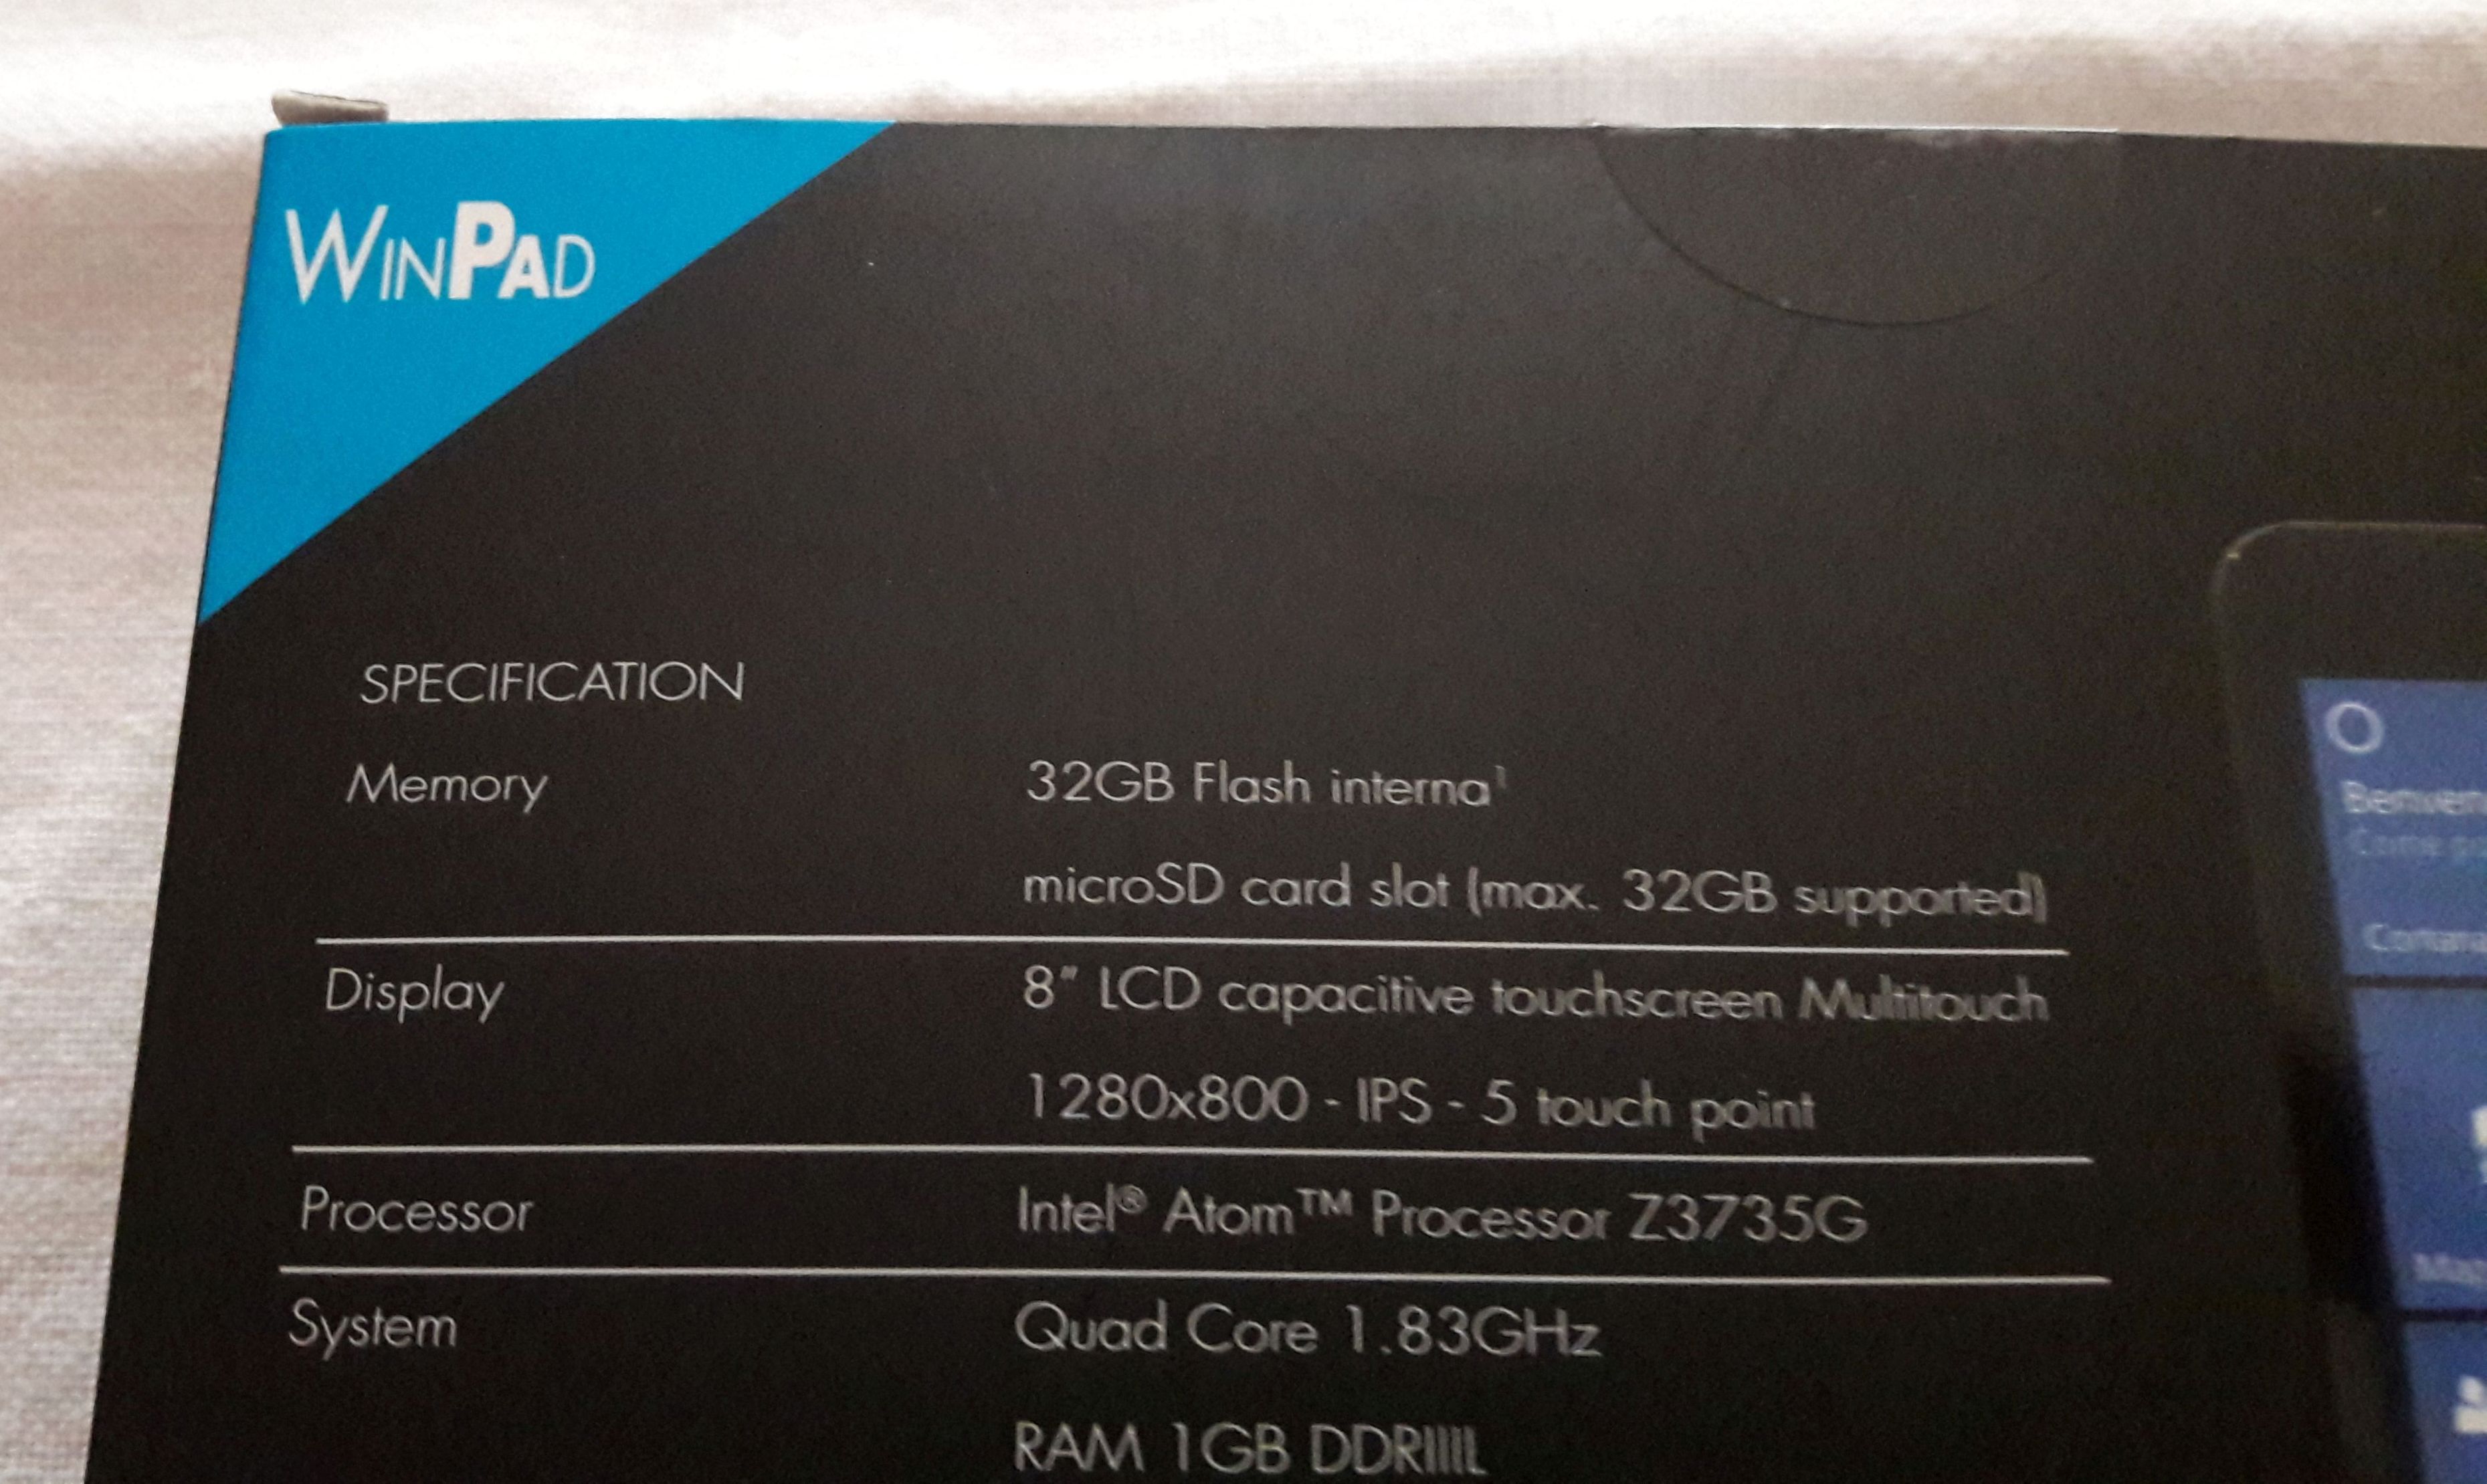 WINPAD
SPECIFICATION
Memory 32GB Flash interna¹
microSD card slot (max. 32GB supported)
Display 8" LCD capacitive touchscreen Multitouch
1280x800 - IPS - 5 touch point
Processor Intel® Atom™ Processor Z3735G
System Quad Core 1.83GHz
RAM 1GB DDRIIIL